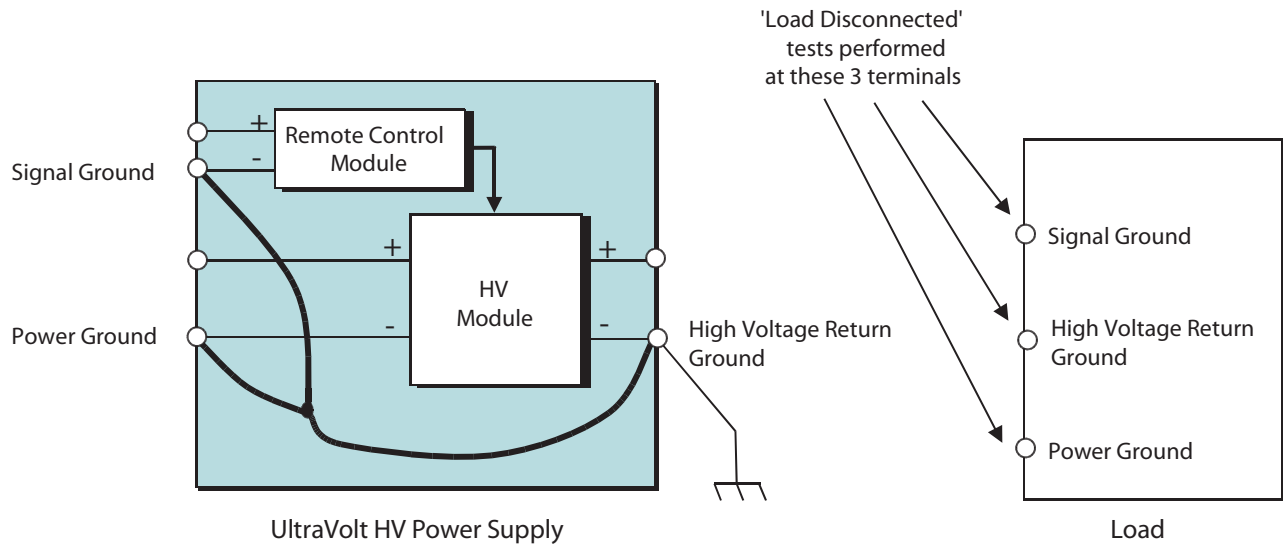 'Load Disconnected'
tests performed
at these 3 terminals
+
Remote Control
Module
-
Signal Ground
+
+
HV
Module
Power Ground
-
-
High Voltage Return
Ground
Signal Ground
High Voltage Return
Ground
Power Ground
UltraVolt HV Power Supply
Load